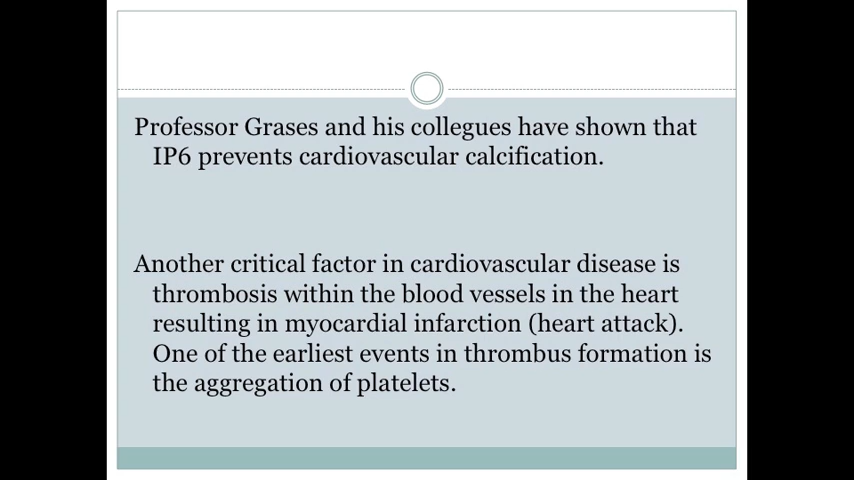 Professor Grases and his collegues have shown that
IP6 prevents cardiovascular calcification.
Another critical factor in cardiovascular disease is
thrombosis within the blood vessels in the heart
resulting in myocardial infarction (heart attack).
One of the earliest events in thrombus formation is
the aggregation of platelets.